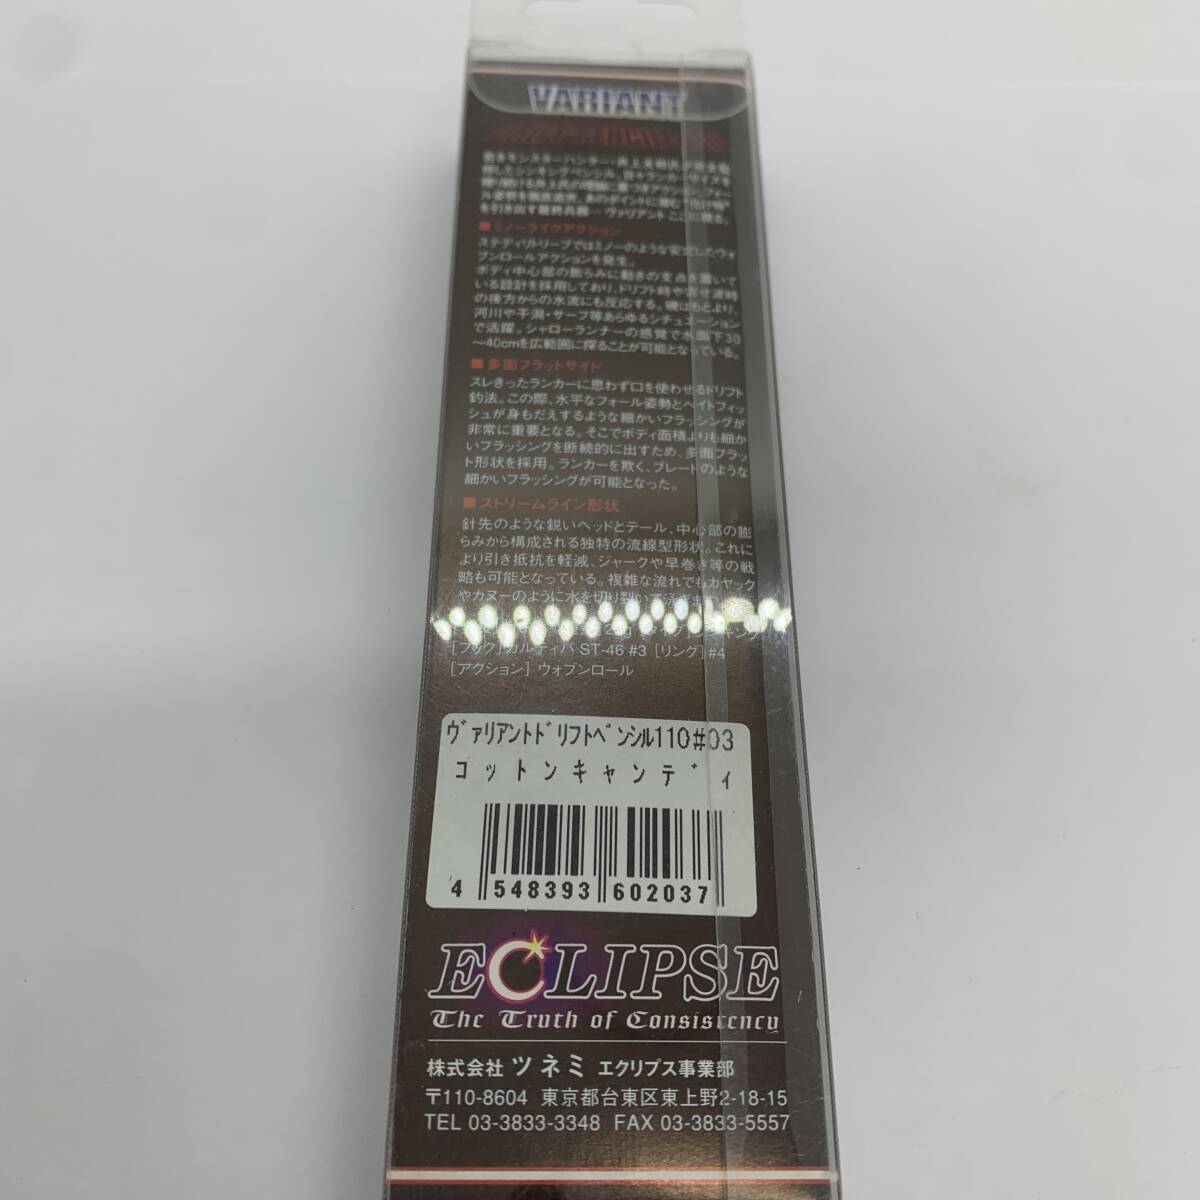 VARIANT
■ミノーライクアクション
ステディリトリーブではミノーのような安定したウォ
ブンロールアクションを発生。
ボディ中心部の膨らみに動きの支点を置いて
いる設計を採用しており、ドリフト時や寄せ波時
の後方からの水流にも反応する。磯はもとより、
河川や干潟・サーフ等あらゆるシチュエーション
で活躍。シャローランナーの感覚で水面下30
〜40cmを広範囲に探ることが可能となっている。
■多面フラットサイド
スレきったランカーに思わず口を使わせるドリフト
釣法。この際、水平なフォール姿勢とベイトフィッ
シュが身もだえするような細かいフラッシングが
非常に重要となる。そこでボディ面積よりも細か
いフラッシングを断続的に出すため、多面フラッ
ト形状を採用。ランカーを欺く、ブレードのような
細かいフラッシングが可能となった。
■ストリームライン形状
針先のような鋭いヘッドとテール、中心部の膨
らみから構成される独特の流線型形状。これに
より引き抵抗を軽減、ジャークや早巻き等の戦
略も可能となっている。複雑な流れでもカヤック
やカヌーのように水を切り裂いて
[フック]カルティバ ST-46 #3 [リング]#4
[アクション] ウォブンロール
ヴァリアントドリフトペンシル110#03
コットンキャンディ
4 548393 602037
ECLIPSE
The Truth of Consistency
株式会社 ツネミ エクリプス事業部
〒110-8604 東京都台東区東上野2-18-15
TEL 03-3833-3348 FAX 03-3833-5557